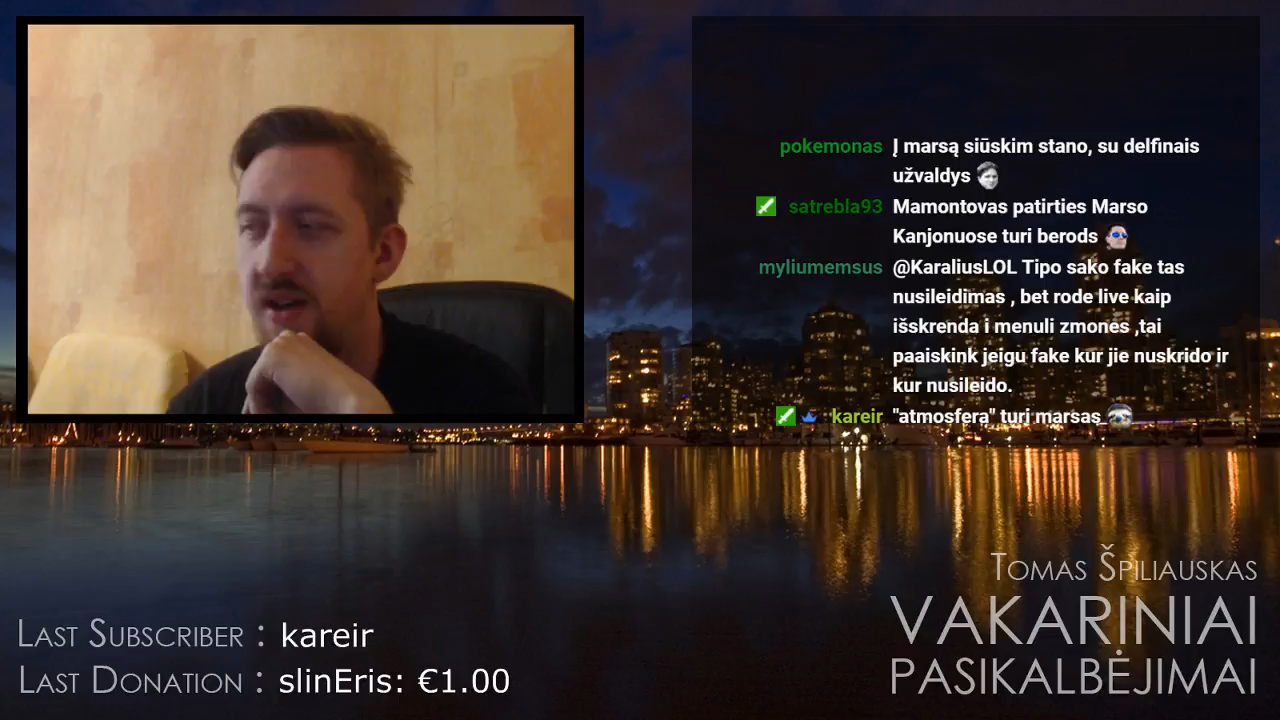 pokemonas Į marsą siūskim stano, su delfinais
užvaldys
satrebla93 Mamontovas patirties Marso
Kanjonuose turi berods
myliumemsus @KaraliusLOL Tipo sako fake tas
nusileidimas , bet rode live kaip
išskrenda i menuli zmones ,tai
paaiskink jeigu fake kur jie nuskrido ir
kur nusileido.
kareir "atmosfera" turi marsas
Tomas Špiliauskas
VAKARINIAI
PASIKALBĖJIMAI
Last Subscriber : kareir
Last Donation : slinEris: €1.00